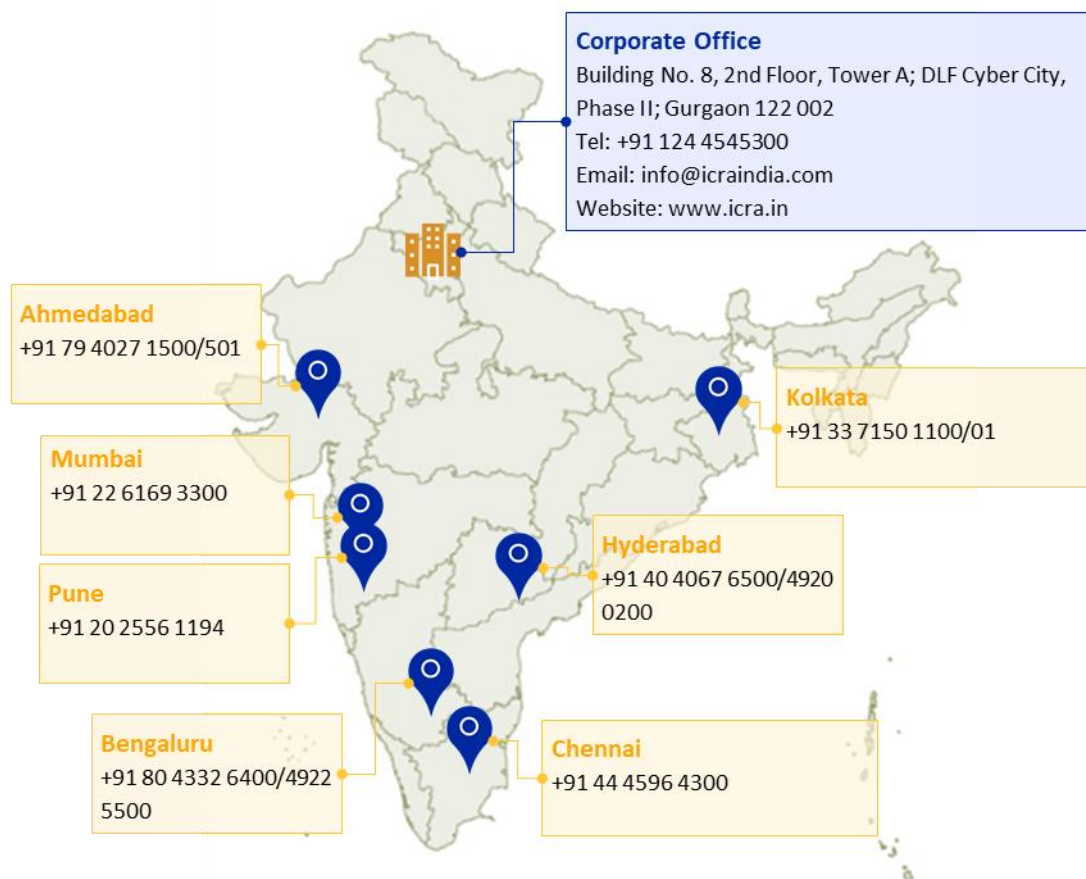 Corporate Office
Building No. 8, 2nd Floor, Tower A; DLF Cyber City,
Phase II; Gurgaon 122 002
Tel: +91 124 4545300
Email: info@icraindia.com
Website: www.icra.in
Ahmedabad
+91 79 4027 1500/501
Kolkata
+91 33 7150 1100/01
Mumbai
+91 22 6169 3300
Hyderabad
+91 40 4067 6500/4920
0200
Pune
+91 20 2556 1194
Bengaluru
+91 80 4332 6400/4922
5500
Chennai
+91 44 4596 4300